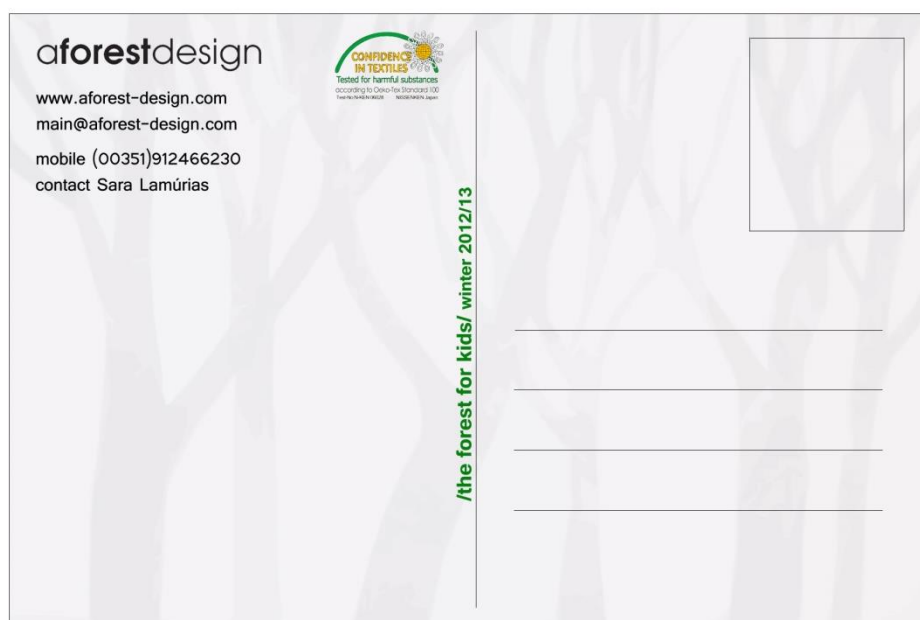 aforestdesign
www.aforest-design.com
main@aforest-design.com
mobile (00351)912466230
contact Sara Lamúrias
CONFIDENCE
IN TEXTILES
Tested for harmful substances
according to Oeko-Tex Standard 100
/the forest for kids/ winter 2012/13